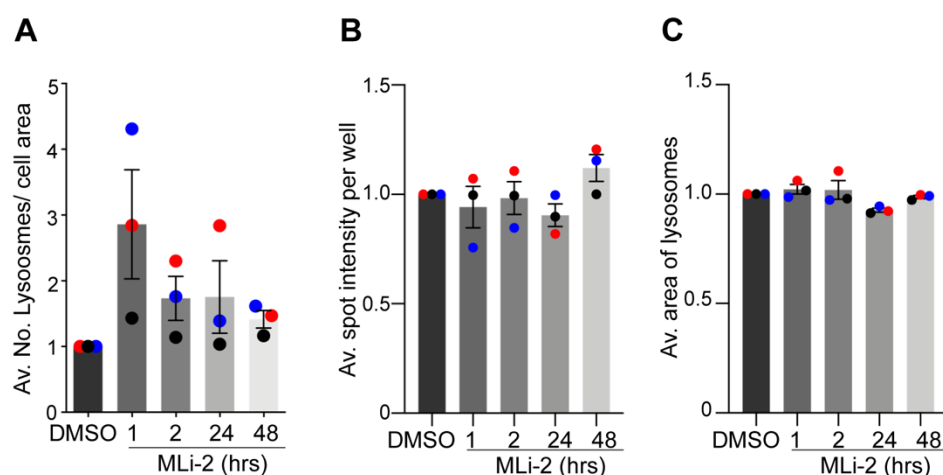 A
B
C
Av. No. Lysoosmes/ cell area
5
4
3
2
1
0
DMSO
1
2
24
48
MLi-2 (hrs)
Av. spot intensity per well
1.5
1.0
0.5
0
DMSO
1
2
24
48
MLi-2 (hrs)
Av. area of lysosomes
1.5
1.0
0.5
0
DMSO
1
2
24
48
MLi-2 (hrs)